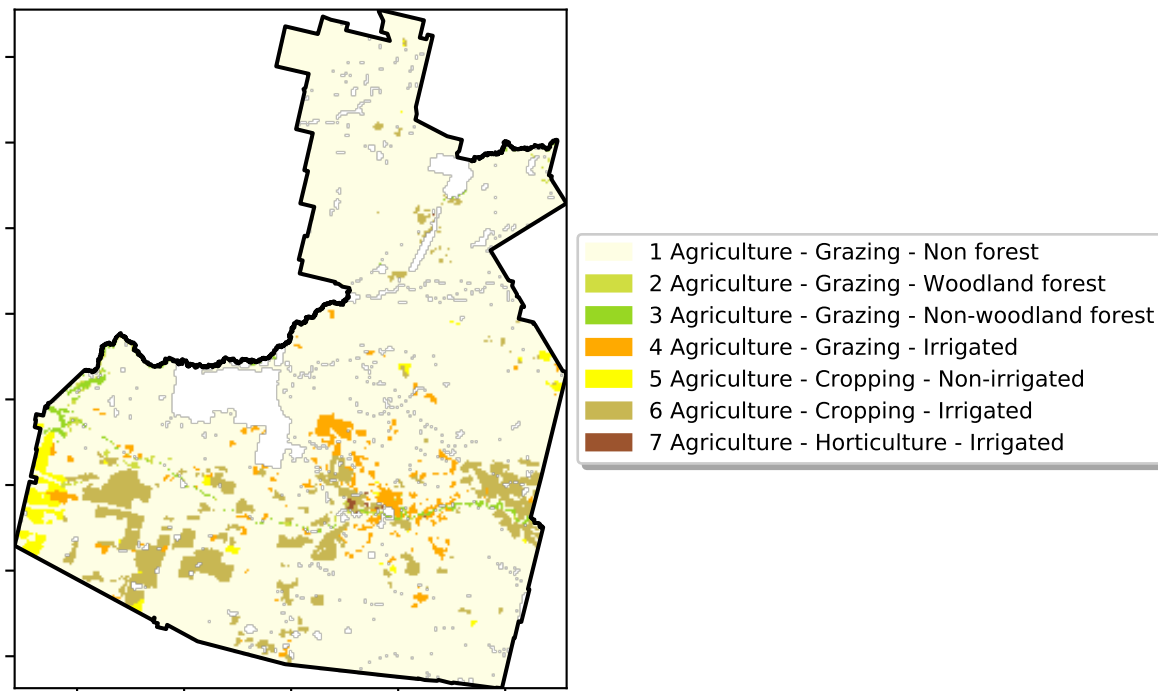 1 Agriculture - Grazing - Non forest
2 Agriculture - Grazing - Woodland forest
3 Agriculture - Grazing - Non-woodland forest
4 Agriculture - Grazing - Irrigated
5 Agriculture - Cropping - Non-irrigated
6 Agriculture - Cropping - Irrigated
7 Agriculture - Horticulture - Irrigated